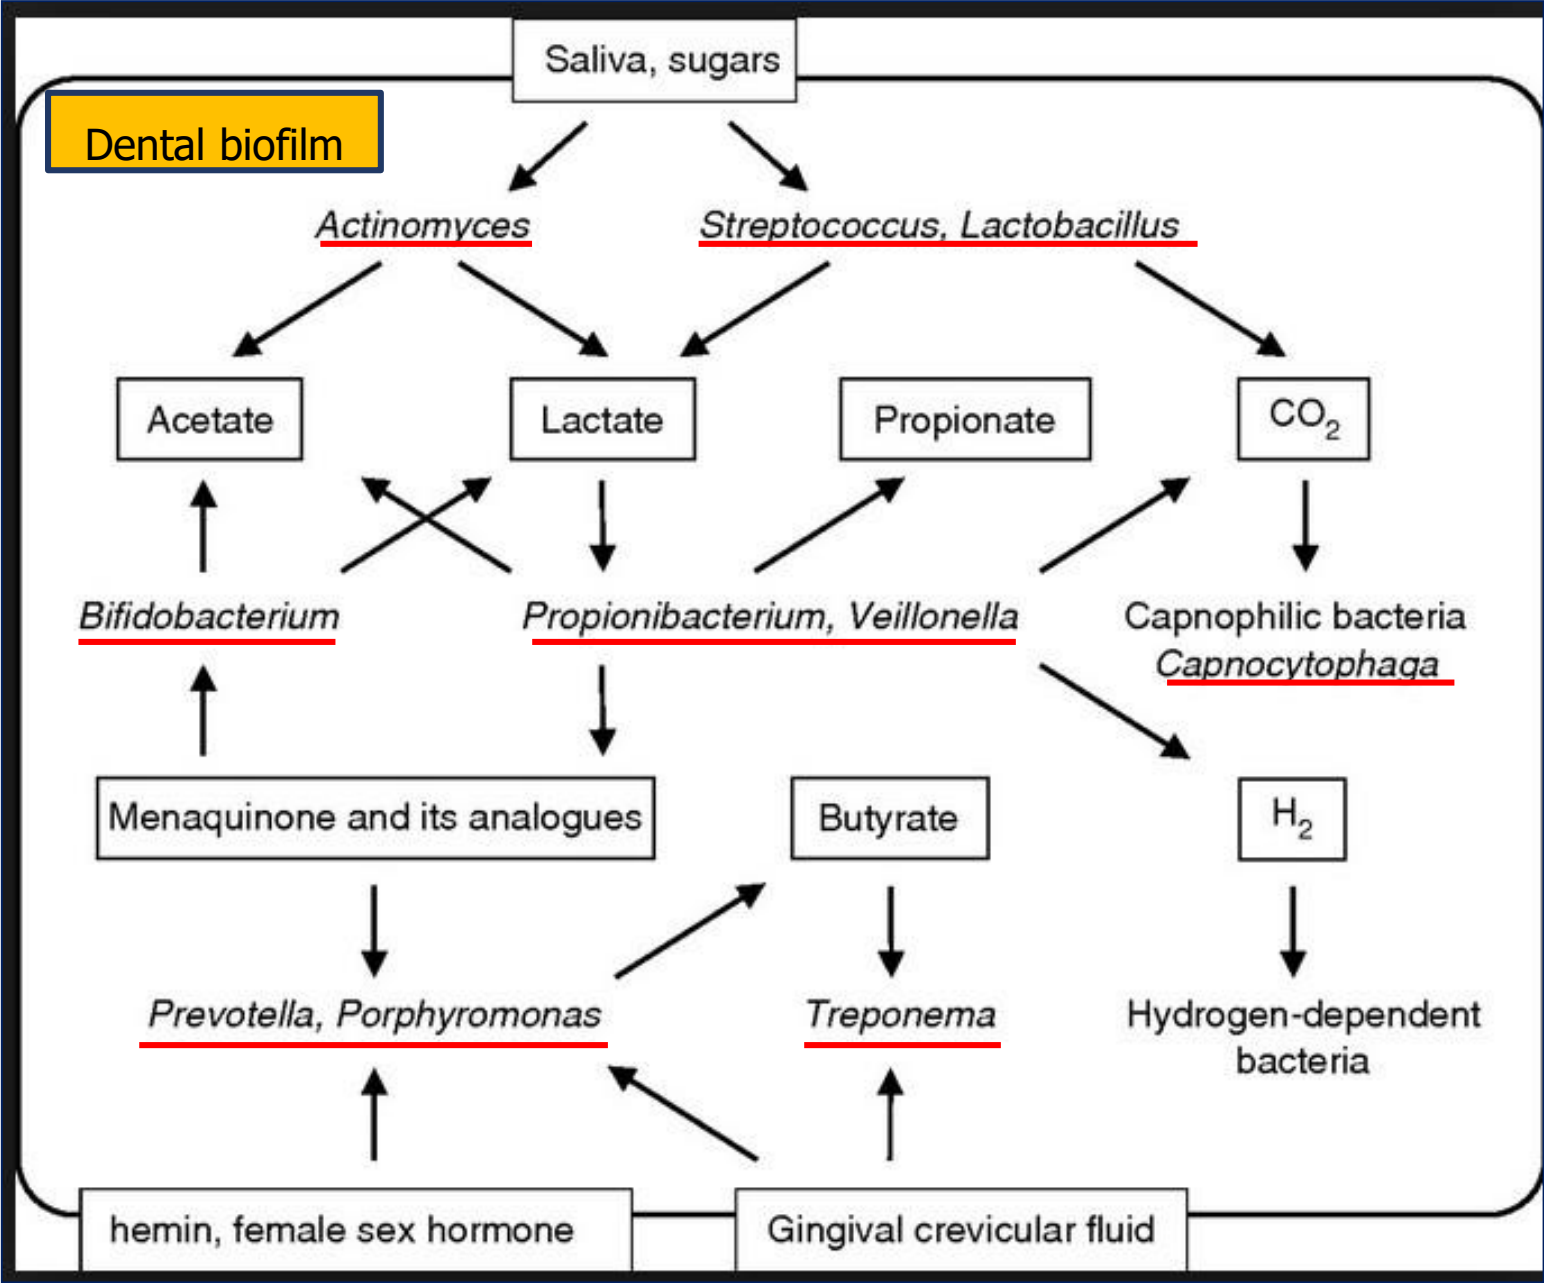 Saliva, sugars
Dental biofilm
Actinomyces
Streptococcus, Lactobacillus
Acetate
Lactate
Propionate
CO₂
Bifidobacterium
Propionibacterium, Veillonella
Capnophilic bacteria
Capnocytophaga
Menaquinone and its analogues
Butyrate
H₂
Prevotella, Porphyromonas
Treponema
Hydrogen-dependent
bacteria
hemin, female sex hormone
Gingival crevicular fluid